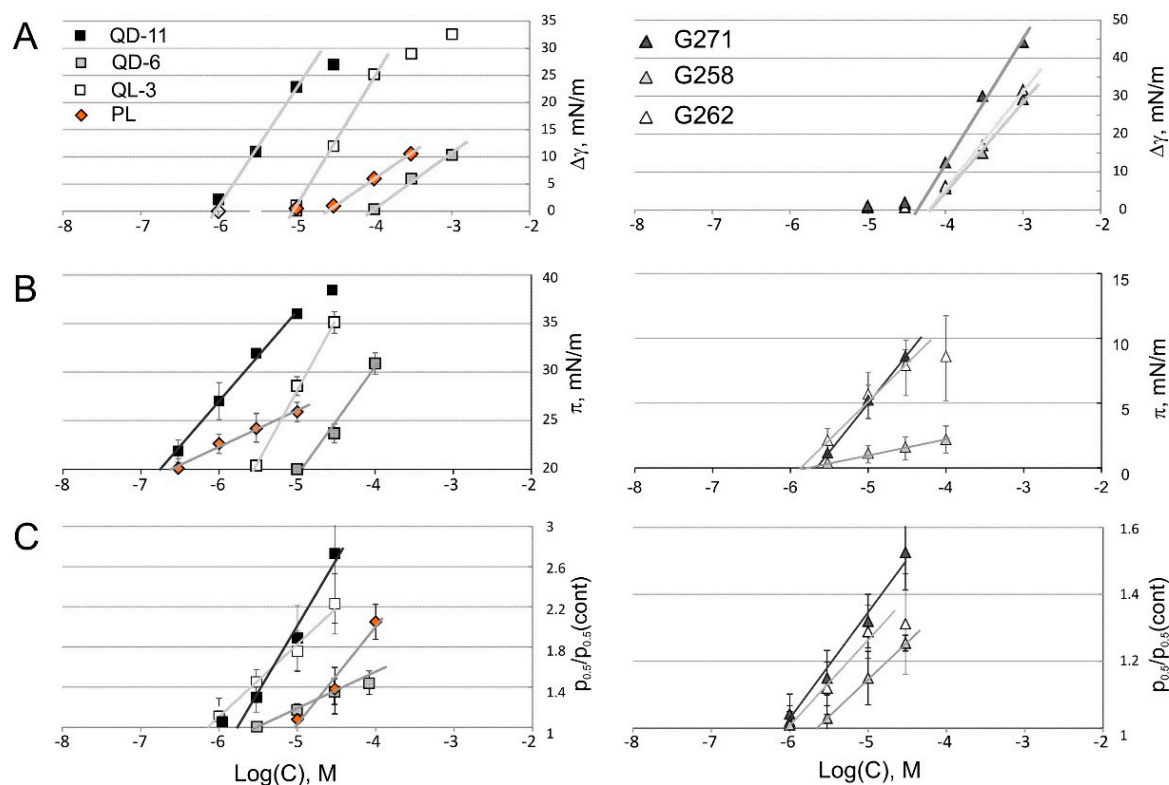 A
QD-11
QD-6
QL-3
PL
35
30
25
20
15
10
5
0
Δγ, mN/m
-8 -7 -6 -5 -4 -3 -2
G271
G258
G262
50
40
30
20
10
0
Δγ, mN/m
-8 -7 -6 -5 -4 -3 -2
B
40
35
30
25
20
π, mN/m
-8 -7 -6 -5 -4 -3 -2
15
10
5
0
π, mN/m
-8 -7 -6 -5 -4 -3 -2
C
3
2.6
2.2
1.8
1.4
1
p0.5/p0.5(cont)
-8 -7 -6 -5 -4 -3 -2
Log(C), M
1.6
1.4
1.2
1
p0.5/p0.5(cont)
-8 -7 -6 -5 -4 -3 -2
Log(C), M